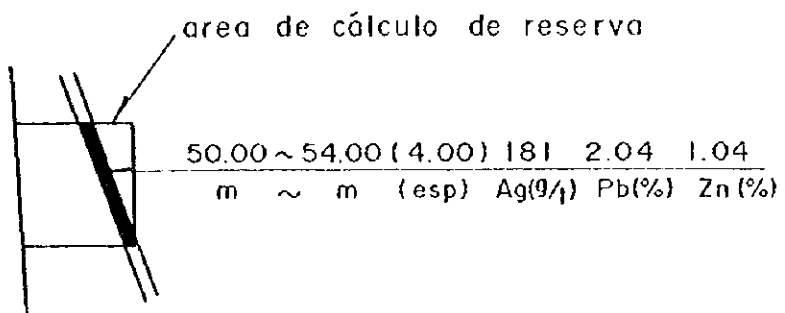 area de cálculo de reserva
50.00 ~ 54.00 (4.00) 181 2.04 1.04
m ~ m (esp) Ag(g/t) Pb(%) Zn(%)